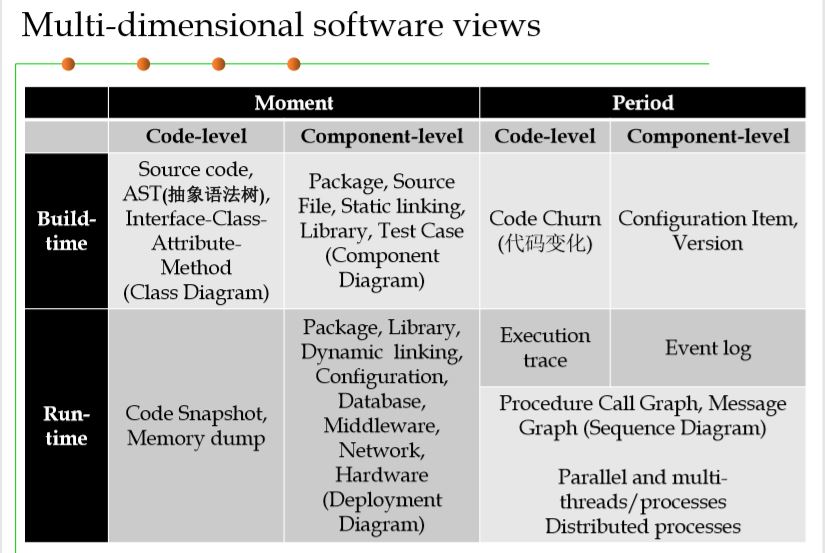 Multi-dimensional software views
Moment
Period
Code-level
Component-level
Code-level
Component-level
Build-
time
Source code,
AST(抽象语法树),
Interface-Class-
Attribute-
Method
(Class Diagram)
Package, Source
File, Static linking,
Library, Test Case
(Component
Diagram)
Code Churn
(代码变化)
Configuration Item,
Version
Run-
time
Code Snapshot,
Memory dump
Package, Library,
Dynamic linking,
Configuration,
Database,
Middleware,
Network,
Hardware
(Deployment
Diagram)
Execution
trace
Event log
Procedure Call Graph, Message
Graph (Sequence Diagram)
Parallel and multi-
threads/processes
Distributed processes